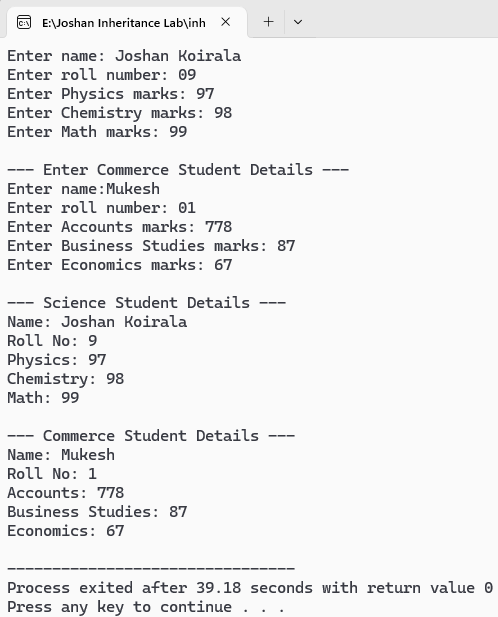 E:\Joshan Inheritance Lab\inh
Enter name: Joshan Koirala
Enter roll number: 09
Enter Physics marks: 97
Enter Chemistry marks: 98
Enter Math marks: 99
--- Enter Commerce Student Details ---
Enter name:Mukesh
Enter roll number: 01
Enter Accounts marks: 778
Enter Business Studies marks: 87
Enter Economics marks: 67
--- Science Student Details ---
Name: Joshan Koirala
Roll No: 9
Physics: 97
Chemistry: 98
Math: 99
--- Commerce Student Details ---
Name: Mukesh
Roll No: 1
Accounts: 778
Business Studies: 87
Economics: 67
--------------------------------
Process exited after 39.18 seconds with return value 0
Press any key to continue . . .